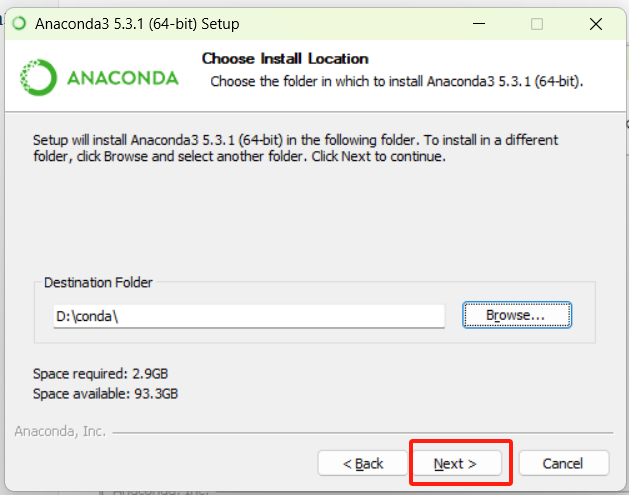 Anaconda3 5.3.1 (64-bit) Setup
ANACONDA
Choose Install Location
Choose the folder in which to install Anaconda3 5.3.1 (64-bit).
Setup will install Anaconda3 5.3.1 (64-bit) in the following folder. To install in a different
folder, click Browse and select another folder. Click Next to continue.
Destination Folder
D:\conda\
Browse...
Space required: 2.9GB
Space available: 93.3GB
Anaconda, Inc.
< Back
Next >
Cancel